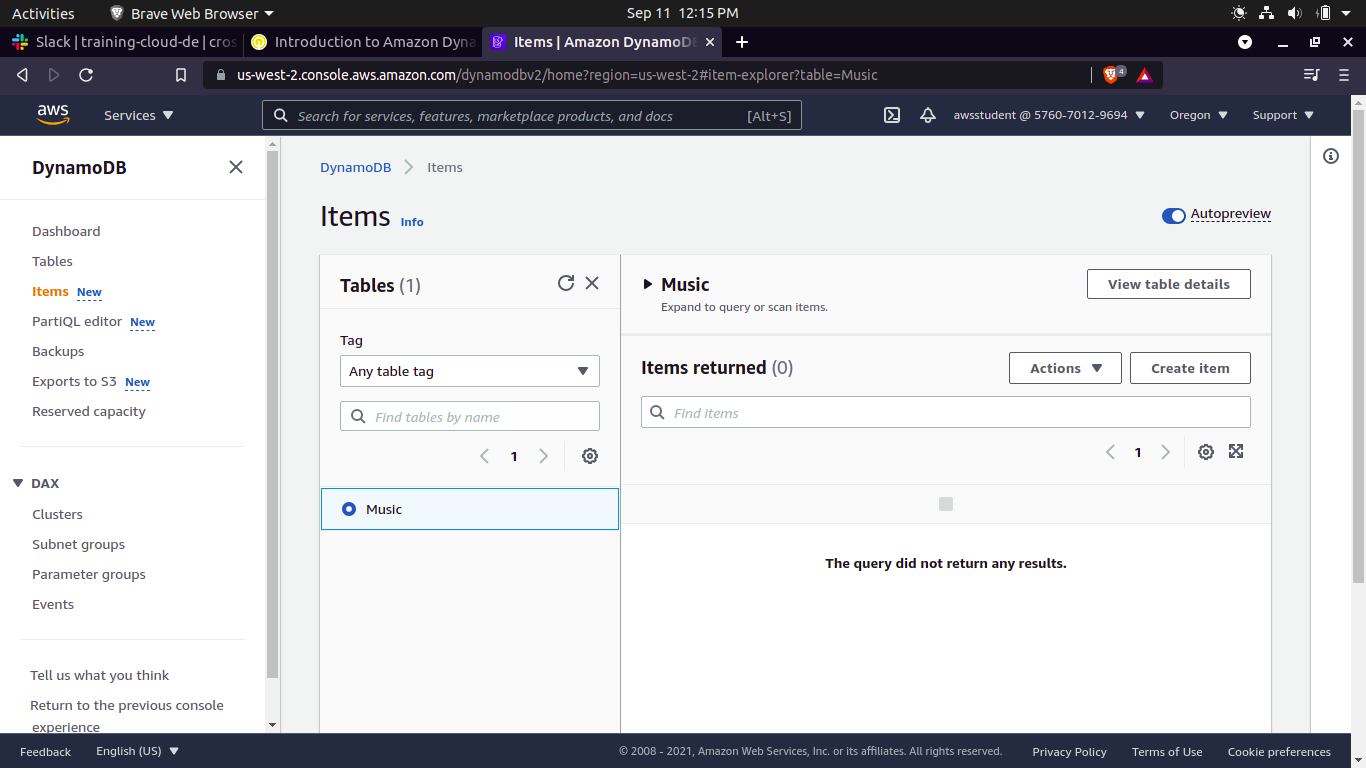 Activities Brave Web Browser Sep 11 12:15 PM
Slack | training-cloud-de | cros Introduction to Amazon Dyna Items | Amazon DynamoDB
us-west-2.console.aws.amazon.com/dynamodbv2/home?region=us-west-2#item-explorer?table=Music 4
aws Services Search for services, features, marketplace products, and docs [Alt+S] awsstudent @ 5760-7012-9694 Oregon Support
DynamoDB
Dashboard
Tables
Items New
PartiQL editor New
Backups
Exports to S3 New
Reserved capacity
DAX
Clusters
Subnet groups
Parameter groups
Events
Tell us what you think
Return to the previous console
experience
DynamoDB Items
Items Info
Autopreview
Tables (1)
Tag
Any table tag
Find tables by name
1
Music
Music
Expand to query or scan items.
View table details
Items returned (0)
Actions
Create item
Find items
1
The query did not return any results.
Feedback English (US) © 2008 - 2021, Amazon Web Services, Inc. or its affiliates. All rights reserved. Privacy Policy Terms of Use Cookie preferences